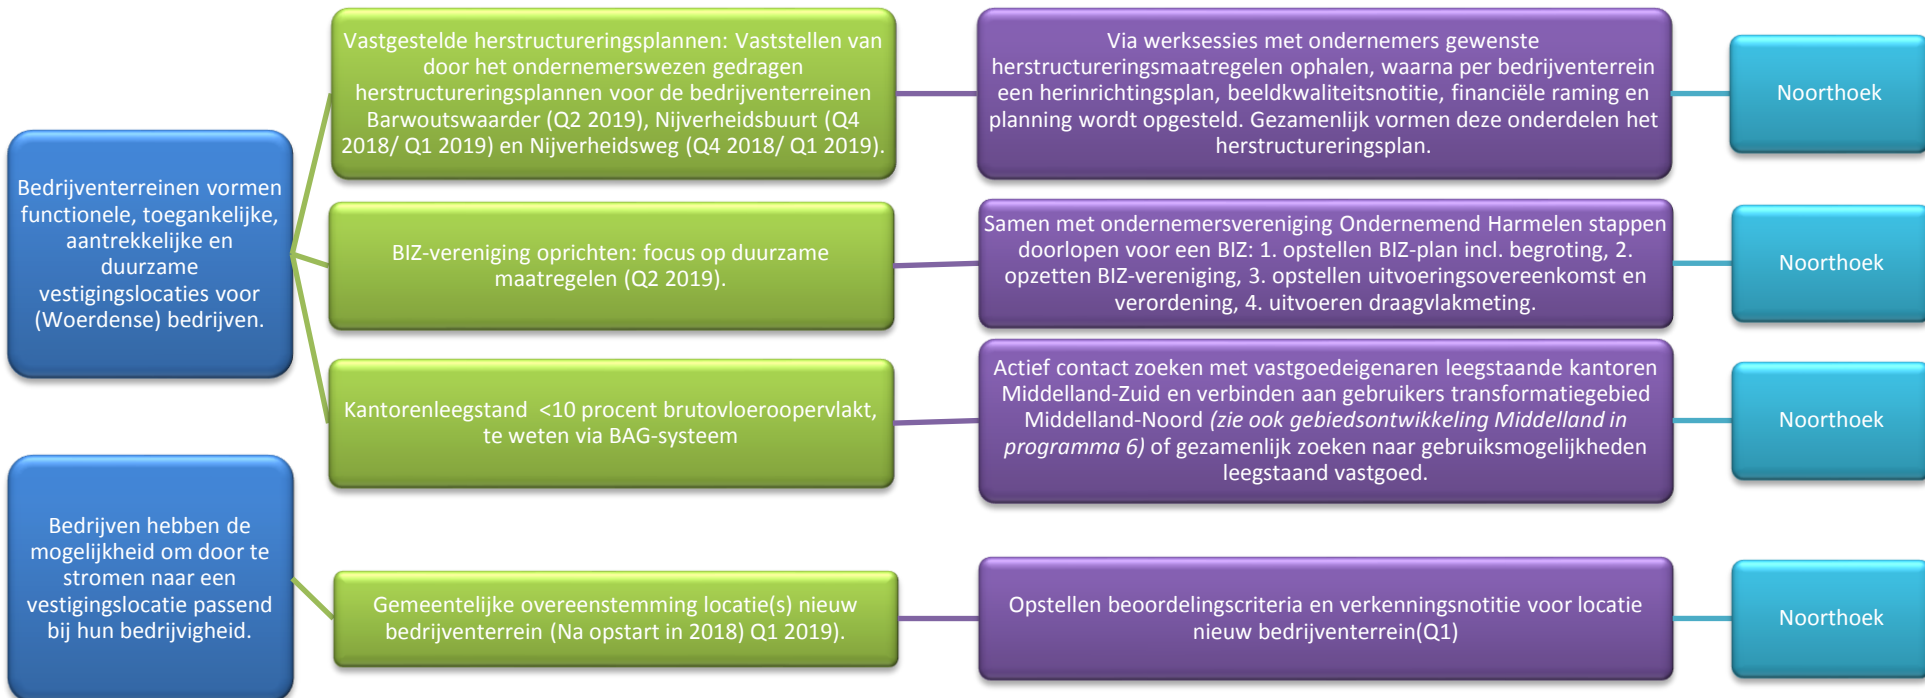 Bedrijventerreinen vormen
functionele, toegankelijke,
aantrekkelijke en
duurzame
vestigingslocaties voor
(Woerdense) bedrijven.
Vastgestelde herstructureringsplannen: Vaststellen van
door het ondernemerswezen gedragen
herstructureringsplannen voor de bedrijventerreinen
Barwoutswaarder (Q2 2019), Nijverheidsbuurt (Q4
2018/ Q1 2019) en Nijverheidsweg (Q4 2018/ Q1 2019).
Via werksessies met ondernemers gewenste
herstructureringsmaatregelen ophalen, waarna per bedrijventerrein
een herinrichtingsplan, beeldkwaliteitsnotitie, financiële raming en
planning wordt opgesteld. Gezamenlijk vormen deze onderdelen het
herstructureringsplan.
Noorthoek
BIZ-vereniging oprichten: focus op duurzame
maatregelen (Q2 2019).
Samen met ondernemersvereniging Ondernemend Harmelen stappen
doorlopen voor een BIZ: 1. opstellen BIZ-plan incl. begroting, 2.
opzetten BIZ-vereniging, 3. opstellen uitvoeringsovereenkomst en
verordening, 4. uitvoeren draagvlakmeting.
Noorthoek
Kantorenleegstand <10 procent brutovloeroopervlakt,
te weten via BAG-systeem
Actief contact zoeken met vastgoedeigenaren leegstaande kantoren
Middelland-Zuid en verbinden aan gebruikers transformatiegebied
Middelland-Noord (zie ook gebiedsontwikkeling Middelland in
programma 6) of gezamenlijk zoeken naar gebruiksmogelijkheden
leegstaand vastgoed.
Noorthoek
Bedrijven hebben de
mogelijkheid om door te
stromen naar een
vestigingslocatie passend
bij hun bedrijvigheid.
Gemeentelijke overeenstemming locatie(s) nieuw
bedrijventerrein (Na opstart in 2018) Q1 2019).
Opstellen beoordelingscriteria en verkenningsnotitie voor locatie
nieuw bedrijventerrein(Q1)
Noorthoek